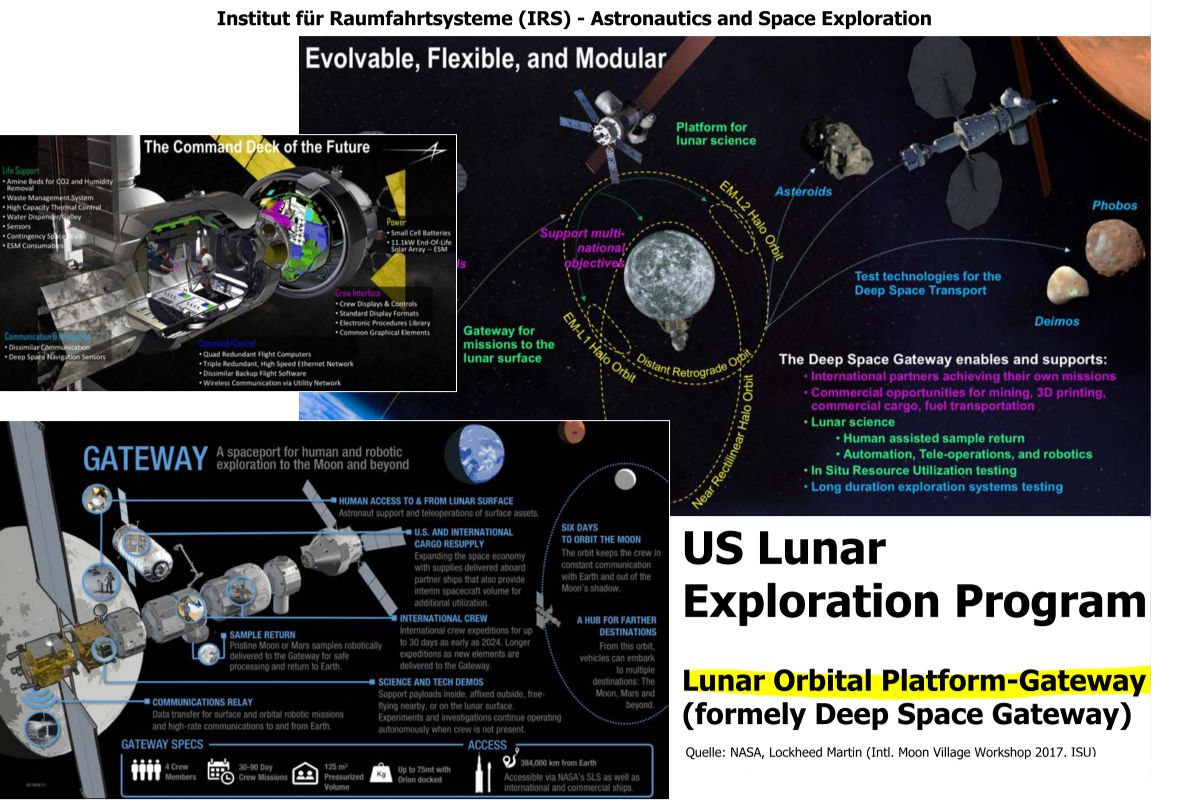 Institut für Raumfahrtsysteme (IRS) - Astronautics and Space Exploration
Evolvable, Flexible, and Modular
Platform for
lunar science
EM-L2 Halo Orbit
Asteroids
Phobos
Support multi-
national
objectives
Test technologies for the
Deep Space Transport
Deimos
Gateway for
missions to the
lunar surface
EM-L1 Halo Orbit
Distant Retrograde Orbit
Near Rectilinear Halo Orbit
The Deep Space Gateway enables and supports:
• International partners achieving their own missions
• Commercial opportunities for mining, 3D printing,
commercial cargo, fuel transportation
• Lunar science
• Human assisted sample return
• Automation, Tele-operations, and robotics
• In Situ Resource Utilization testing
• Long duration exploration systems testing
The Command Deck of the Future
Life Support
• Amine Beds for CO2 and Humidity
Removal
• Waste Management System
• High Capacity Thermal Control
• Water Dispenser/Galley
• Sensors
• Contingency Space
• ESM Consumables
Power
• Small Cell Batteries
• 11.1kW End-Of-Life
Solar Array -- ESM
Crew Interface
• Crew Displays & Controls
• Standard Display Formats
• Electronic Procedures Library
• Common Graphical Elements
Communication &
• Dissimilar Communication
• Deep Space Navigation Sensors
Command/Control
• Quad Redundant Flight Computers
• Triple Redundant, High Speed Ethernet Network
• Dissimilar Backup Flight Software
• Wireless Communication via Utility Network
GATEWAY
A spaceport for human and robotic
exploration to the Moon and beyond
HUMAN ACCESS TO & FROM LUNAR SURFACE
Astronaut support and teleoperations of surface assets.
U.S. AND INTERNATIONAL
CARGO RESUPPLY
Expanding the space economy
with supplies delivered aboard
partner ships that also provide
interim spacecraft volume for
additional utilization.
INTERNATIONAL CREW
International crew expeditions for up
to 30 days as early as 2024. Longer
expeditions as new elements are
delivered to the Gateway.
SAMPLE RETURN
Pristine Moon or Mars samples robotically
delivered to the Gateway for safe
processing and return to Earth.
SCIENCE AND TECH DEMOS
Support payloads inside, affixed outside, free-
flying nearby, or on the lunar surface.
Experiments and investigations continue operating
autonomously when crew is not present.
COMMUNICATIONS RELAY
Data transfer for surface and orbital robotic missions
and high-rate communications to and from Earth.
SIX DAYS
TO ORBIT THE MOON
The orbit keeps the crew in
constant communication
with Earth and out of the
Moon's shadow.
A HUB FOR FARTHER
DESTINATIONS
From this orbit,
vehicles can embark
to multiple
destinations: The
Moon, Mars and
beyond.
GATEWAY SPECS
4 Crew
Members
30-90 Day
Crew Missions
125 m³
Pressurized
Volume
Kg
Up to 75mt with
Orion docked
ACCESS
384,000 km from Earth
Accessible via NASA's SLS as well as
international and commercial ships.
US Lunar
Exploration Program
Lunar Orbital Platform-Gateway
(formely Deep Space Gateway)
Quelle: NASA, Lockheed Martin (Intl. Moon Village Workshop 2017, ISU)